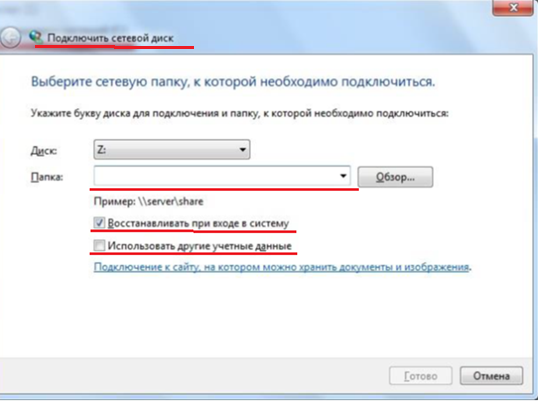 Подключить сетевой диск
Выберите сетевую папку, к которой необходимо подключиться.
Укажите букву диска для подключения и папку, к которой необходимо подключиться:
Диск: Z:
Папка: Обзор...
Пример: \\server\share
Восстанавливать при входе в систему
Использовать другие учетные данные
Подключение к сайту, на котором можно хранить документы и изображения.
Готово Отмена